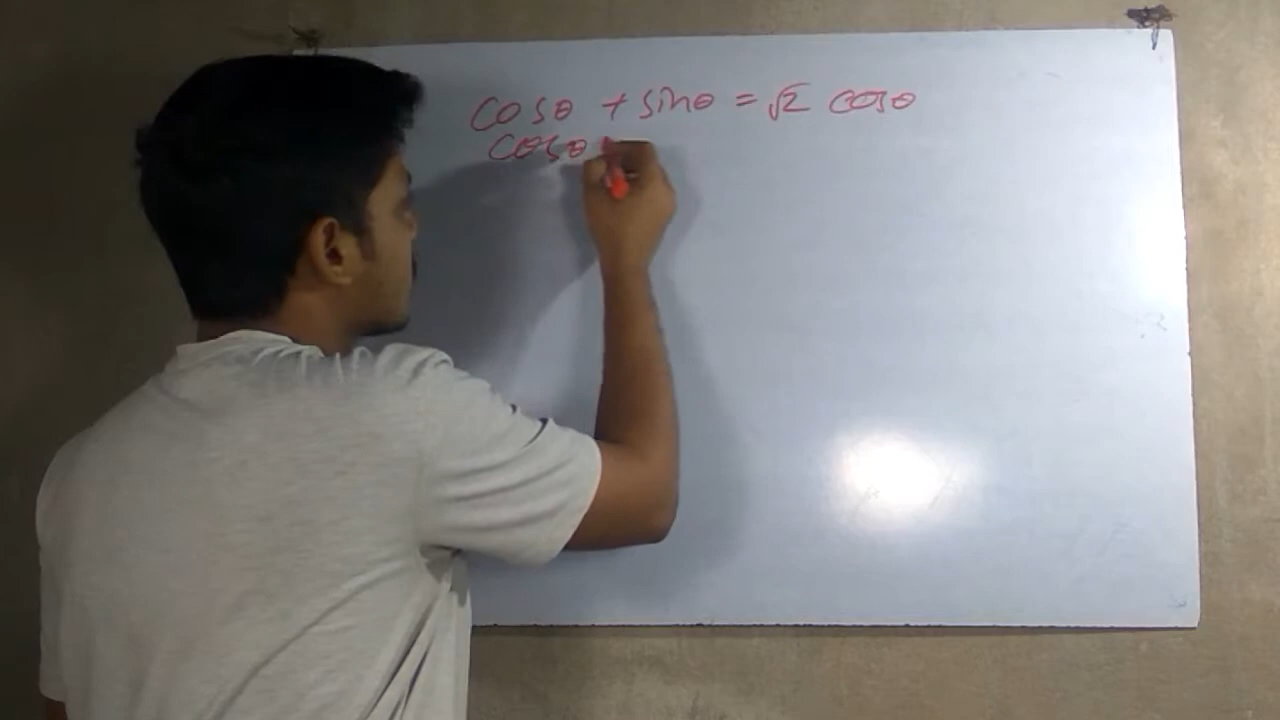 cosθ + sinθ = √2 cosθ
cosθ